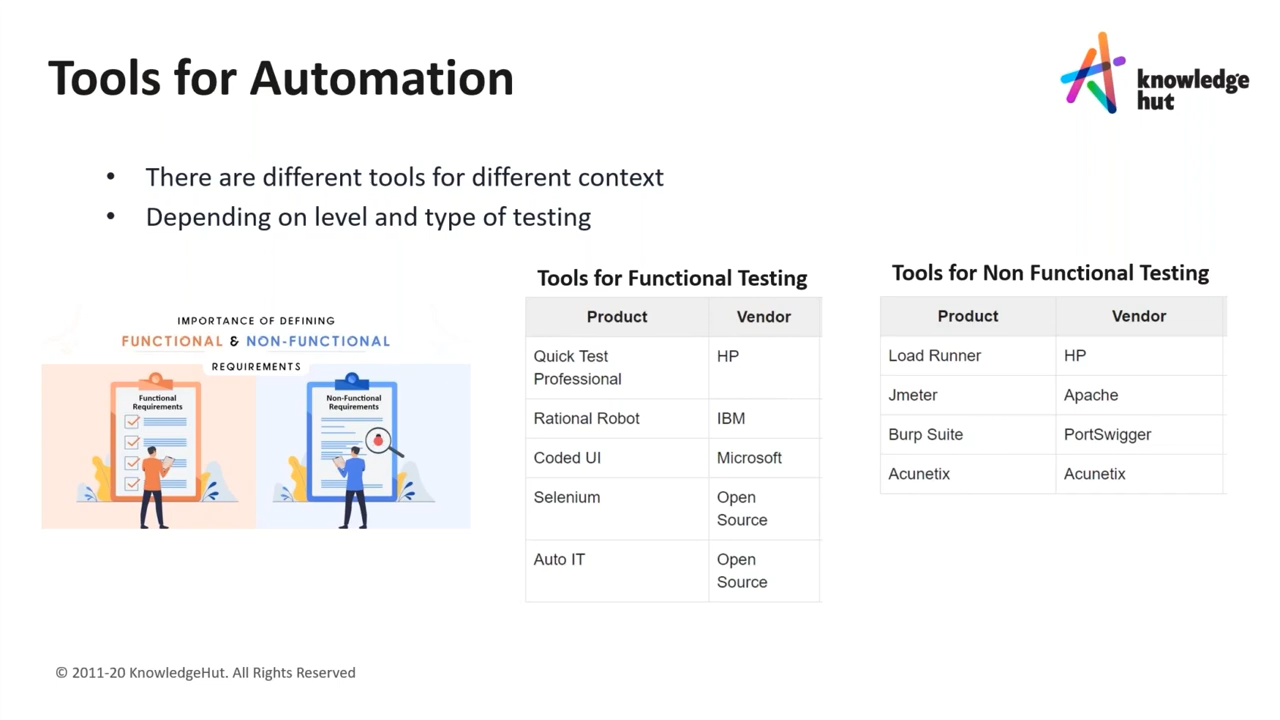 Tools for Automation
knowledge
hut
• There are different tools for different context
• Depending on level and type of testing
IMPORTANCE OF DEFINING
FUNCTIONAL & NON-FUNCTIONAL
REQUIREMENTS
Functional
Requirements
Non-Functional
Requirements
Tools for Functional Testing
Product Vendor
Quick Test HP
Professional
Rational Robot IBM
Coded UI Microsoft
Selenium Open
Source
Auto IT Open
Source
Tools for Non Functional Testing
Product Vendor
Load Runner HP
Jmeter Apache
Burp Suite PortSwigger
Acunetix Acunetix
© 2011-20 KnowledgeHut. All Rights Reserved